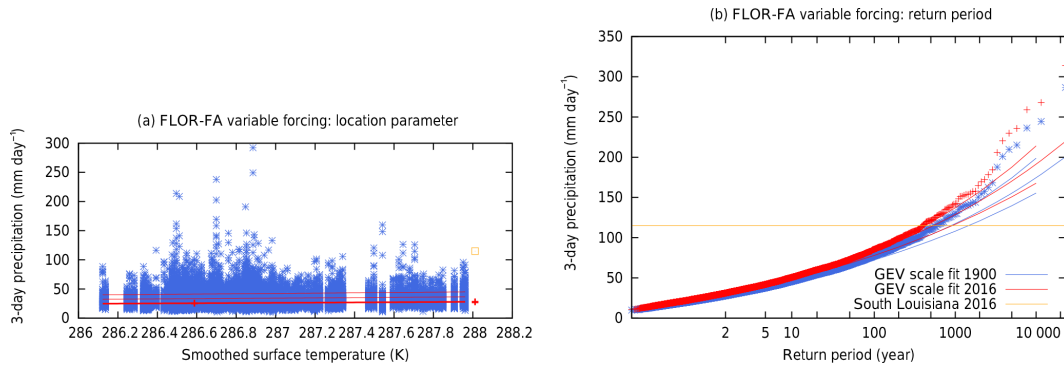 (a) FLOR-FA variable forcing: location parameter
3-day precipitation (mm day⁻¹)
300
250
200
150
100
50
0
286 286.2 286.4 286.6 286.8 287 287.2 287.4 287.6 287.8 288 288.2
Smoothed surface temperature (K)
(b) FLOR-FA variable forcing: return period
3-day precipitation (mm day⁻¹)
350
300
250
200
150
100
50
0
GEV scale fit 1900
GEV scale fit 2016
South Louisiana 2016
2 5 10 100 1000 10 000
Return period (year)